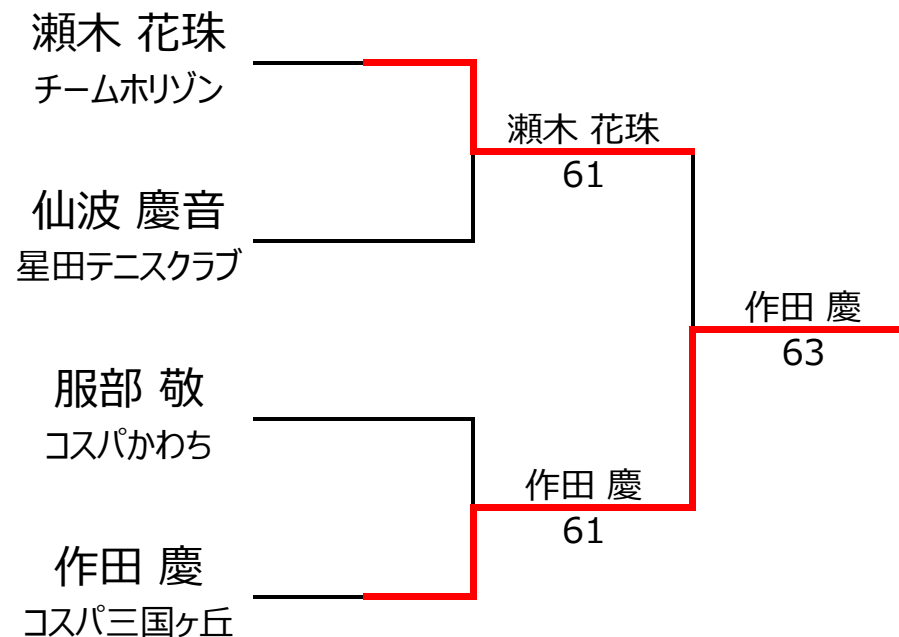 瀬木 花珠
チームホリゾン
瀬木 花珠
61
仙波 慶音
星田テニスクラブ
作田 慶
63
服部 敬
コスパかわち
作田 慶
61
作田 慶
コスパ三国ヶ丘